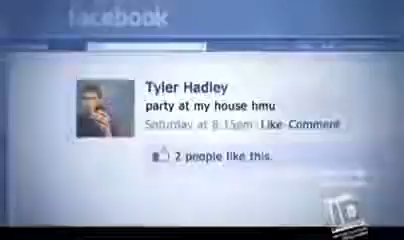 facebook
Tyler Hadley
party at my house hmu
Saturday at 8:15pm Like Comment
2 people like this.